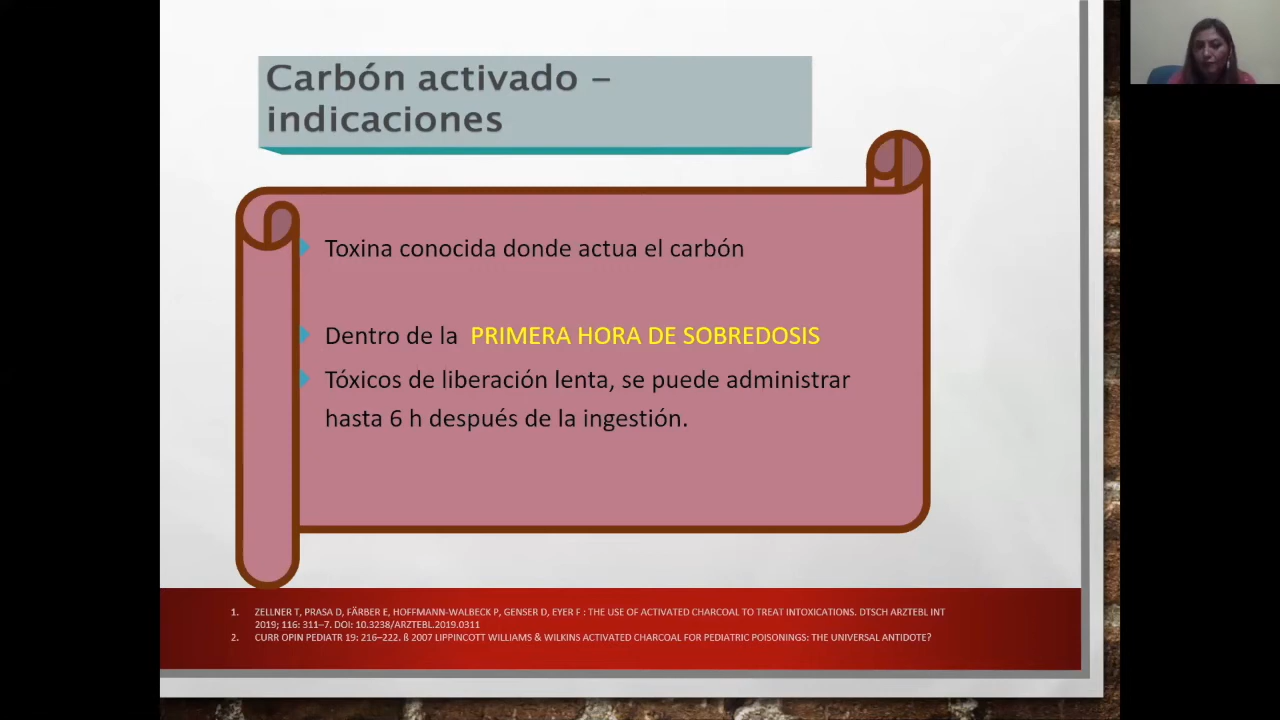 Carbón activado –
indicaciones
Toxina conocida donde actua el carbón
Dentro de la PRIMERA HORA DE SOBREDOSIS
Tóxicos de liberación lenta, se puede administrar
hasta 6 h después de la ingestión.
1. ZELLNER T, PRASA D, FÄRBER E, HOFFMANN-WALBECK P, GENSER D, EYER F : THE USE OF ACTIVATED CHARCOAL TO TREAT INTOXICATIONS. DTSCH ARZTEBL INT
2019; 116: 311–7. DOI: 10.3238/ARZTEBL.2019.0311
2. CURR OPIN PEDIATR 19: 216–222. ß 2007 LIPPINCOTT WILLIAMS & WILKINS ACTIVATED CHARCOAL FOR PEDIATRIC POISONINGS: THE UNIVERSAL ANTIDOTE?